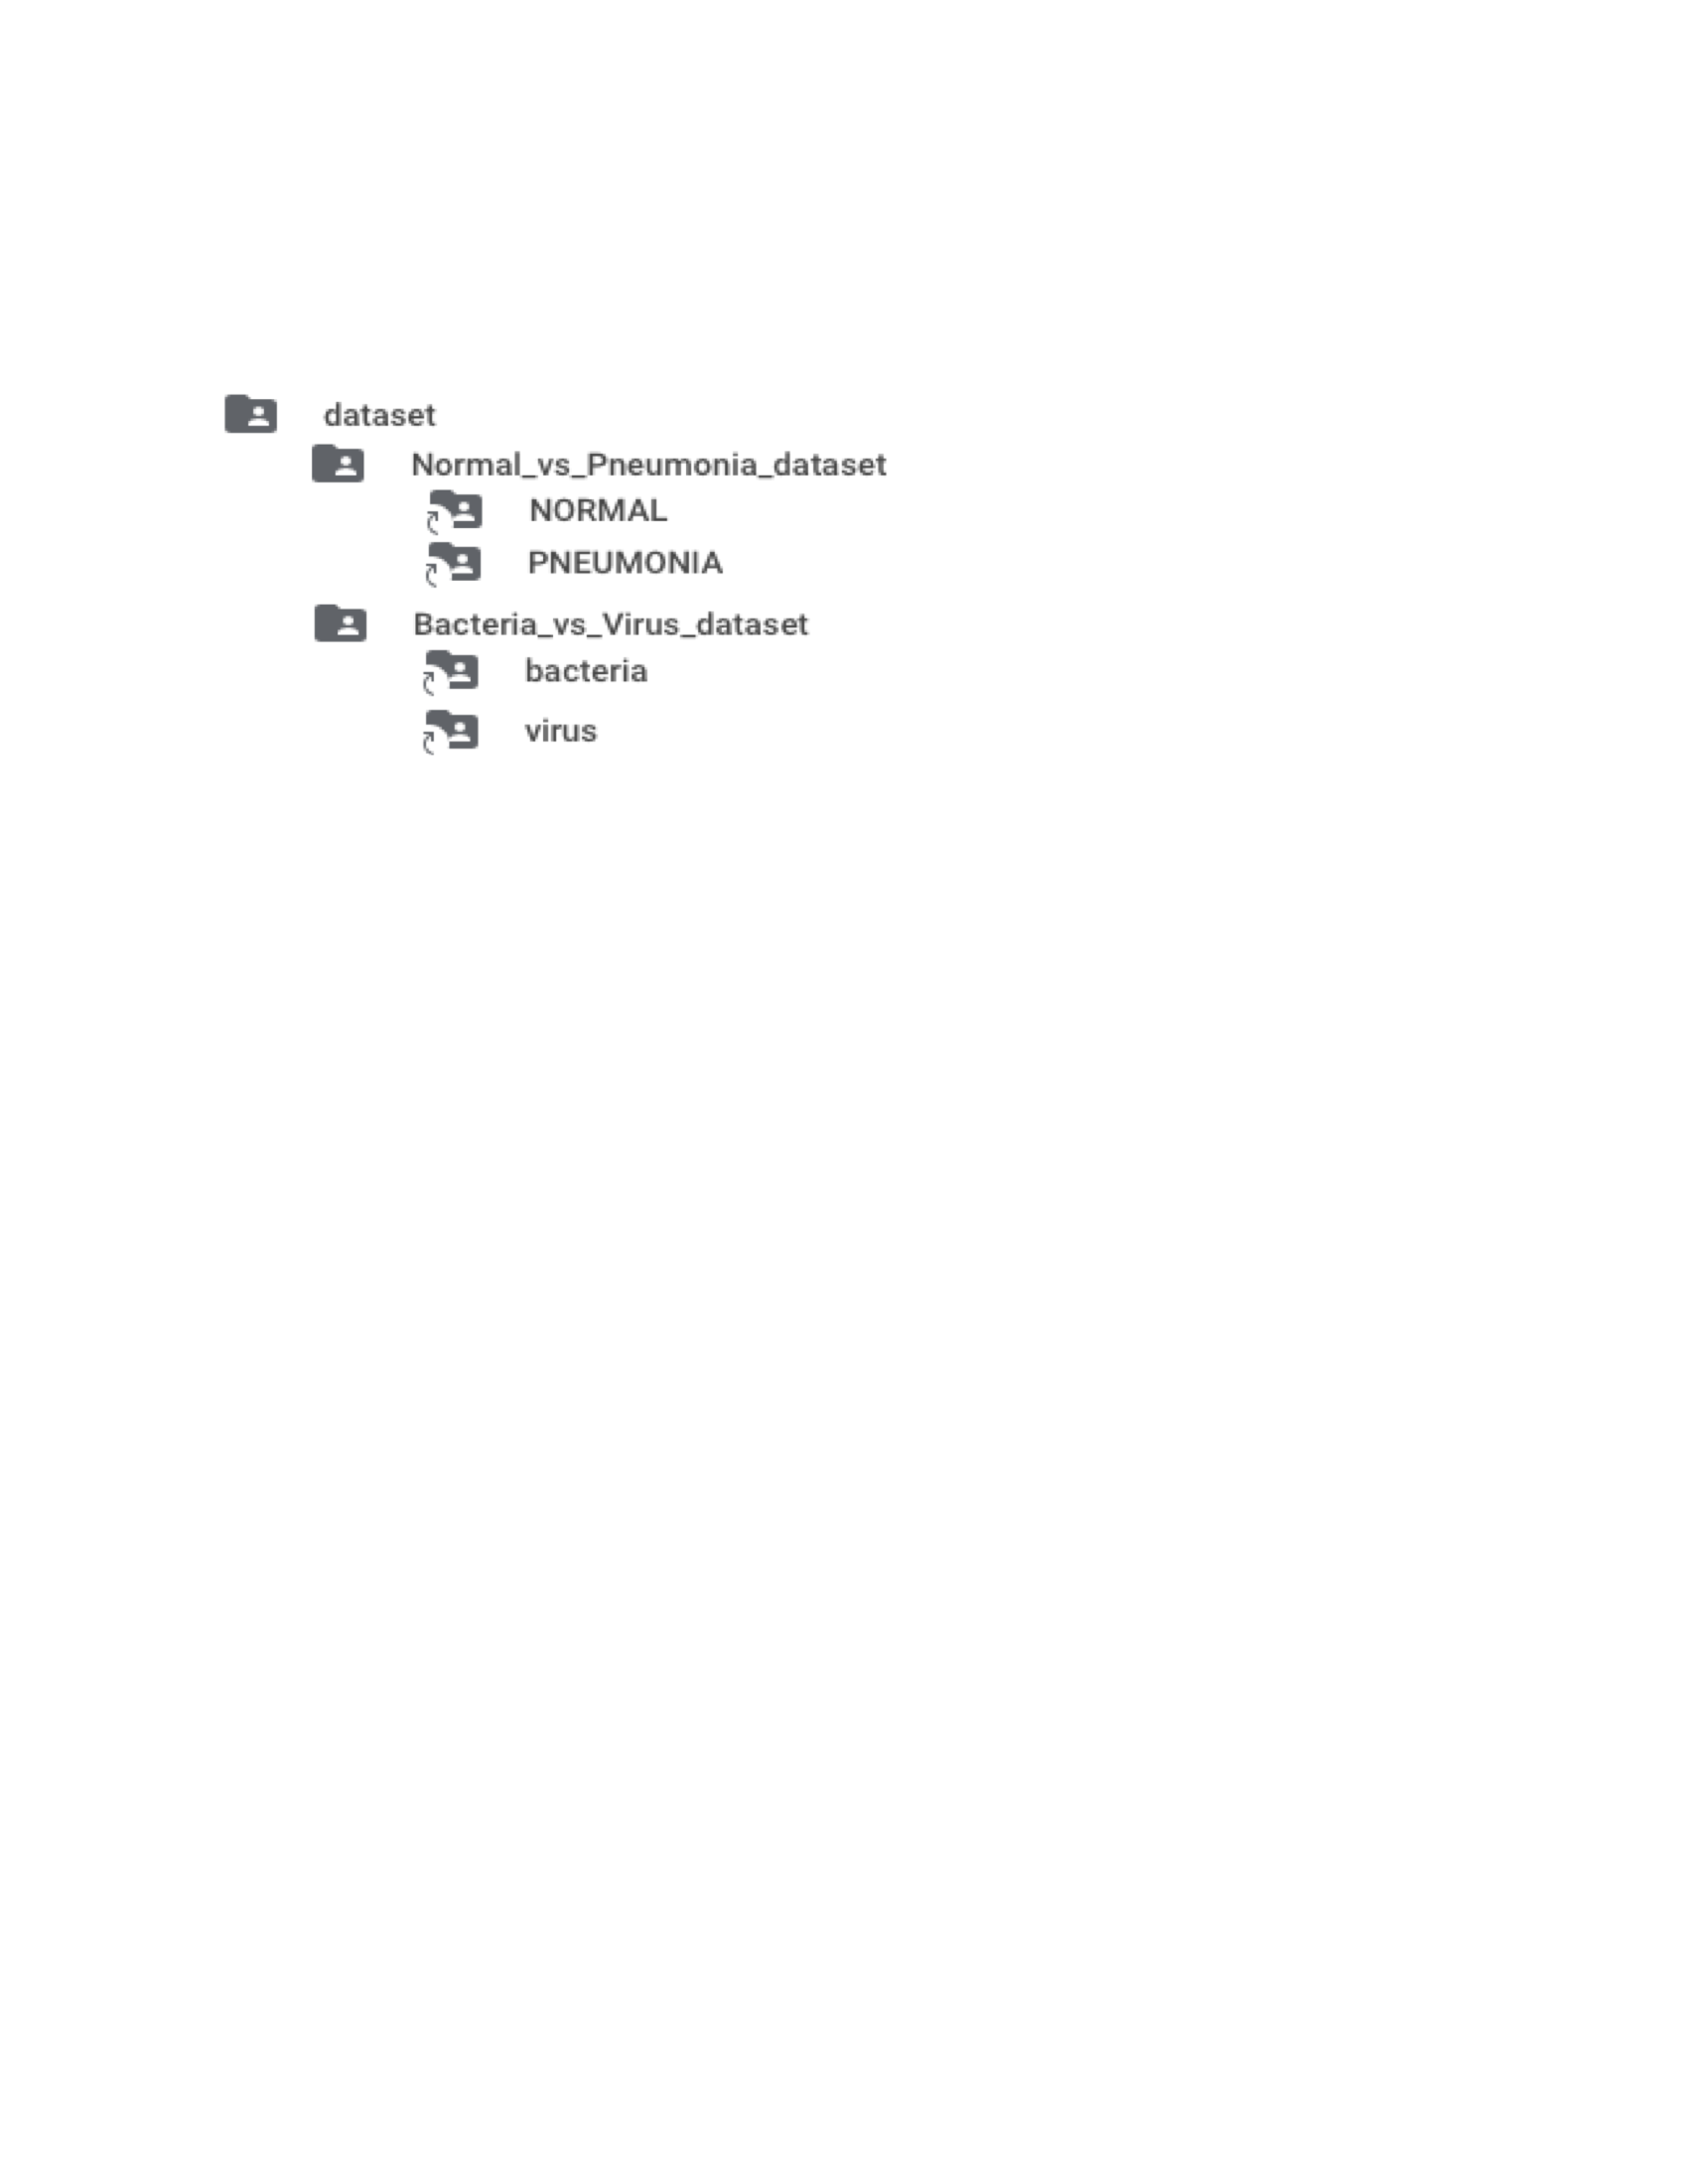 dataset
Normal_vs_Pneumonia_dataset
NORMAL
PNEUMONIA
Bacteria_vs_Virus_dataset
bacteria
virus